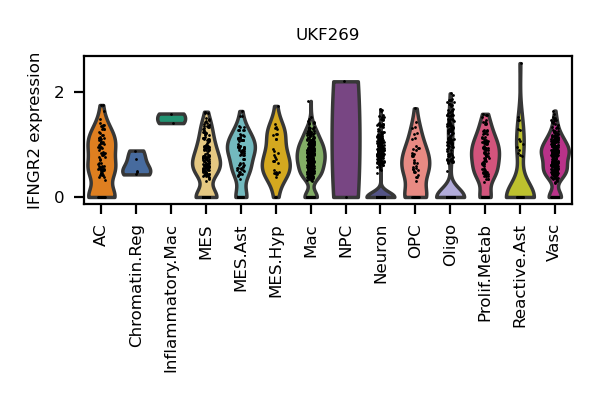 UKF269
IFNGR2 expression
2
0
AC
Chromatin.Reg
Inflammatory.Mac
MES
MES.Ast
MES.Hyp
Mac
NPC
Neuron
OPC
Oligo
Prolif.Metab
Reactive.Ast
Vasc